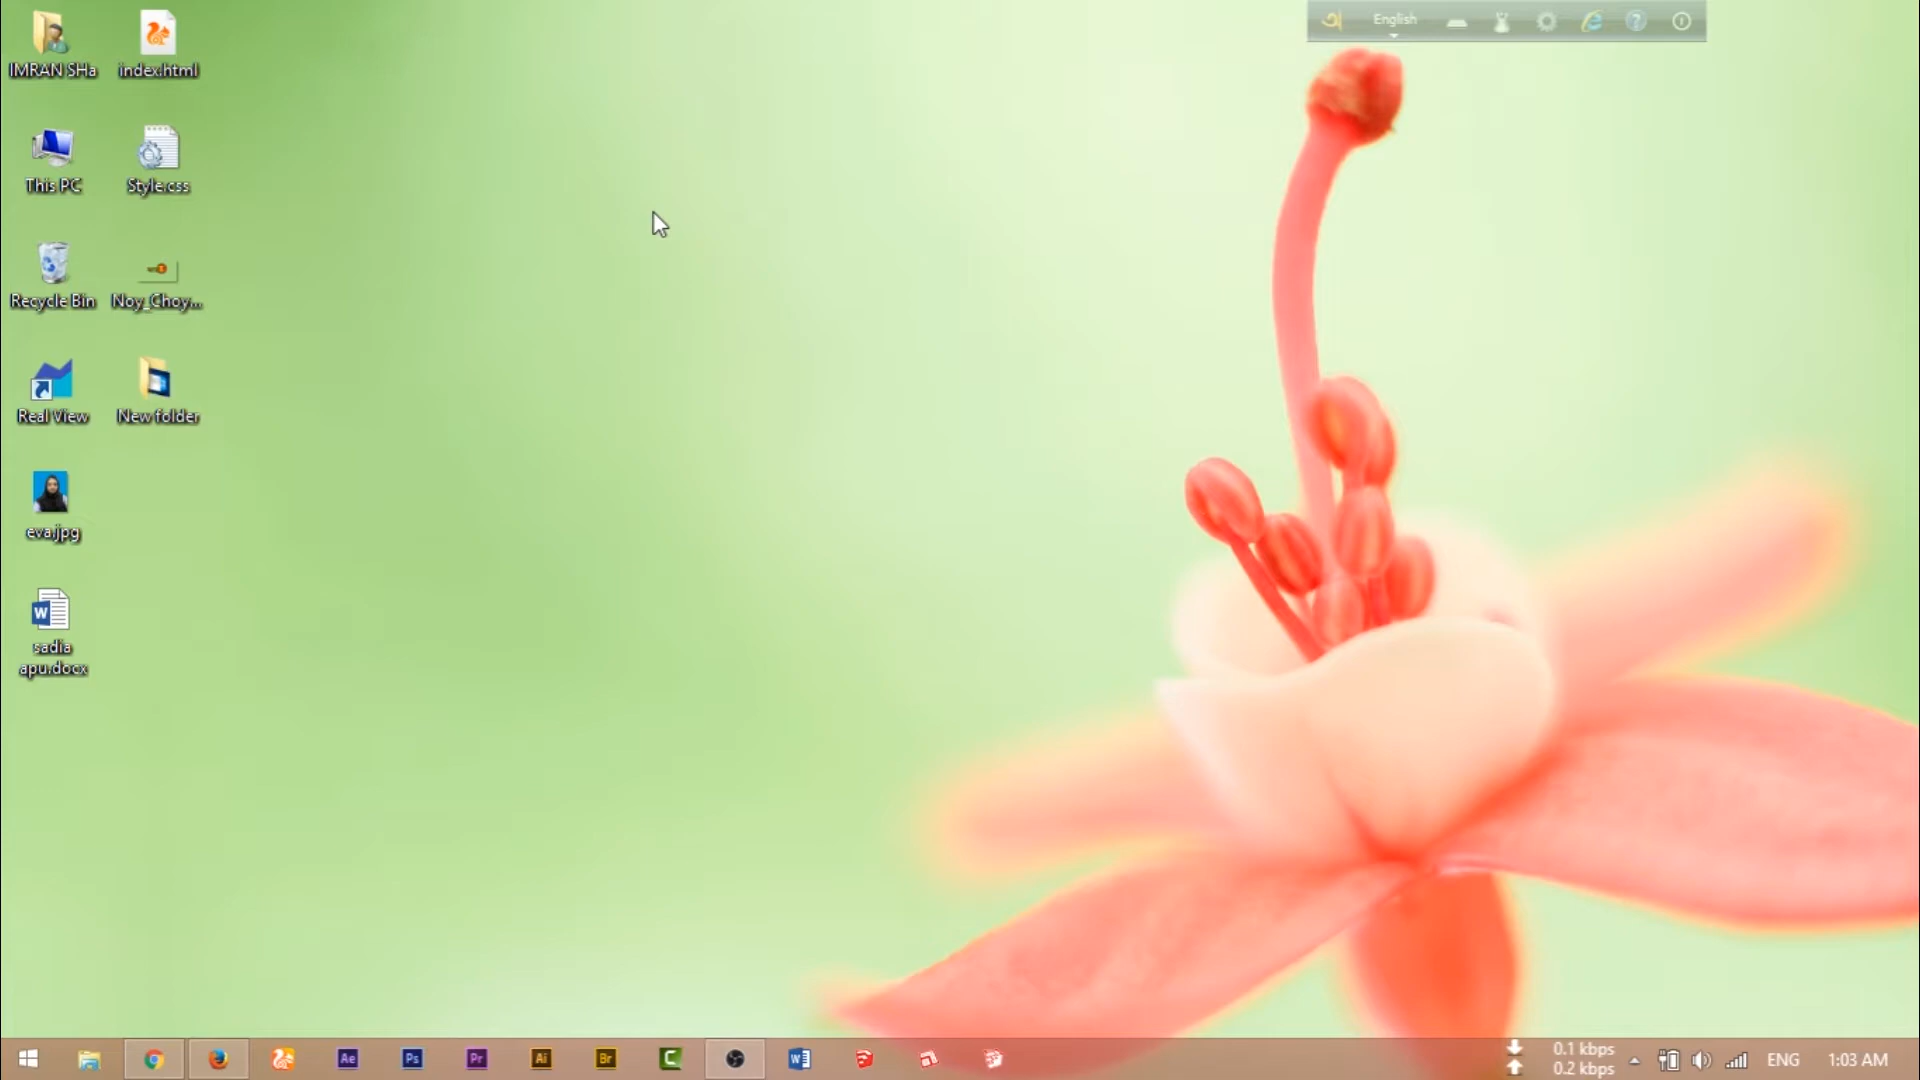 English
IMRAN SHa
index.html
This PC
Style.css
Recycle Bin
Noy_Choy...
Real View
New folder
eva.jpg
sadia
apu.docx
Ae
Ps
Pr
Ai
Br
0.1 kbps
0.2 kbps
ENG
1:03 AM